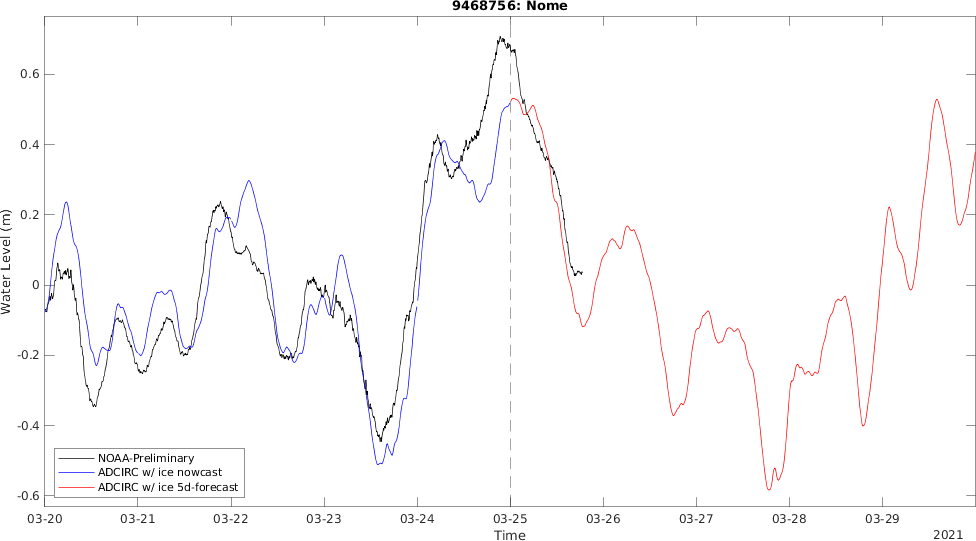 9468756: Nome
0.6
0.4
0.2
0
-0.2
-0.4
-0.6
Water Level (m)
NOAA-Preliminary
ADCIRC w/ ice nowcast
ADCIRC w/ ice 5d-forecast
03-20 03-21 03-22 03-23 03-24 03-25 03-26 03-27 03-28 03-29
Time
2021